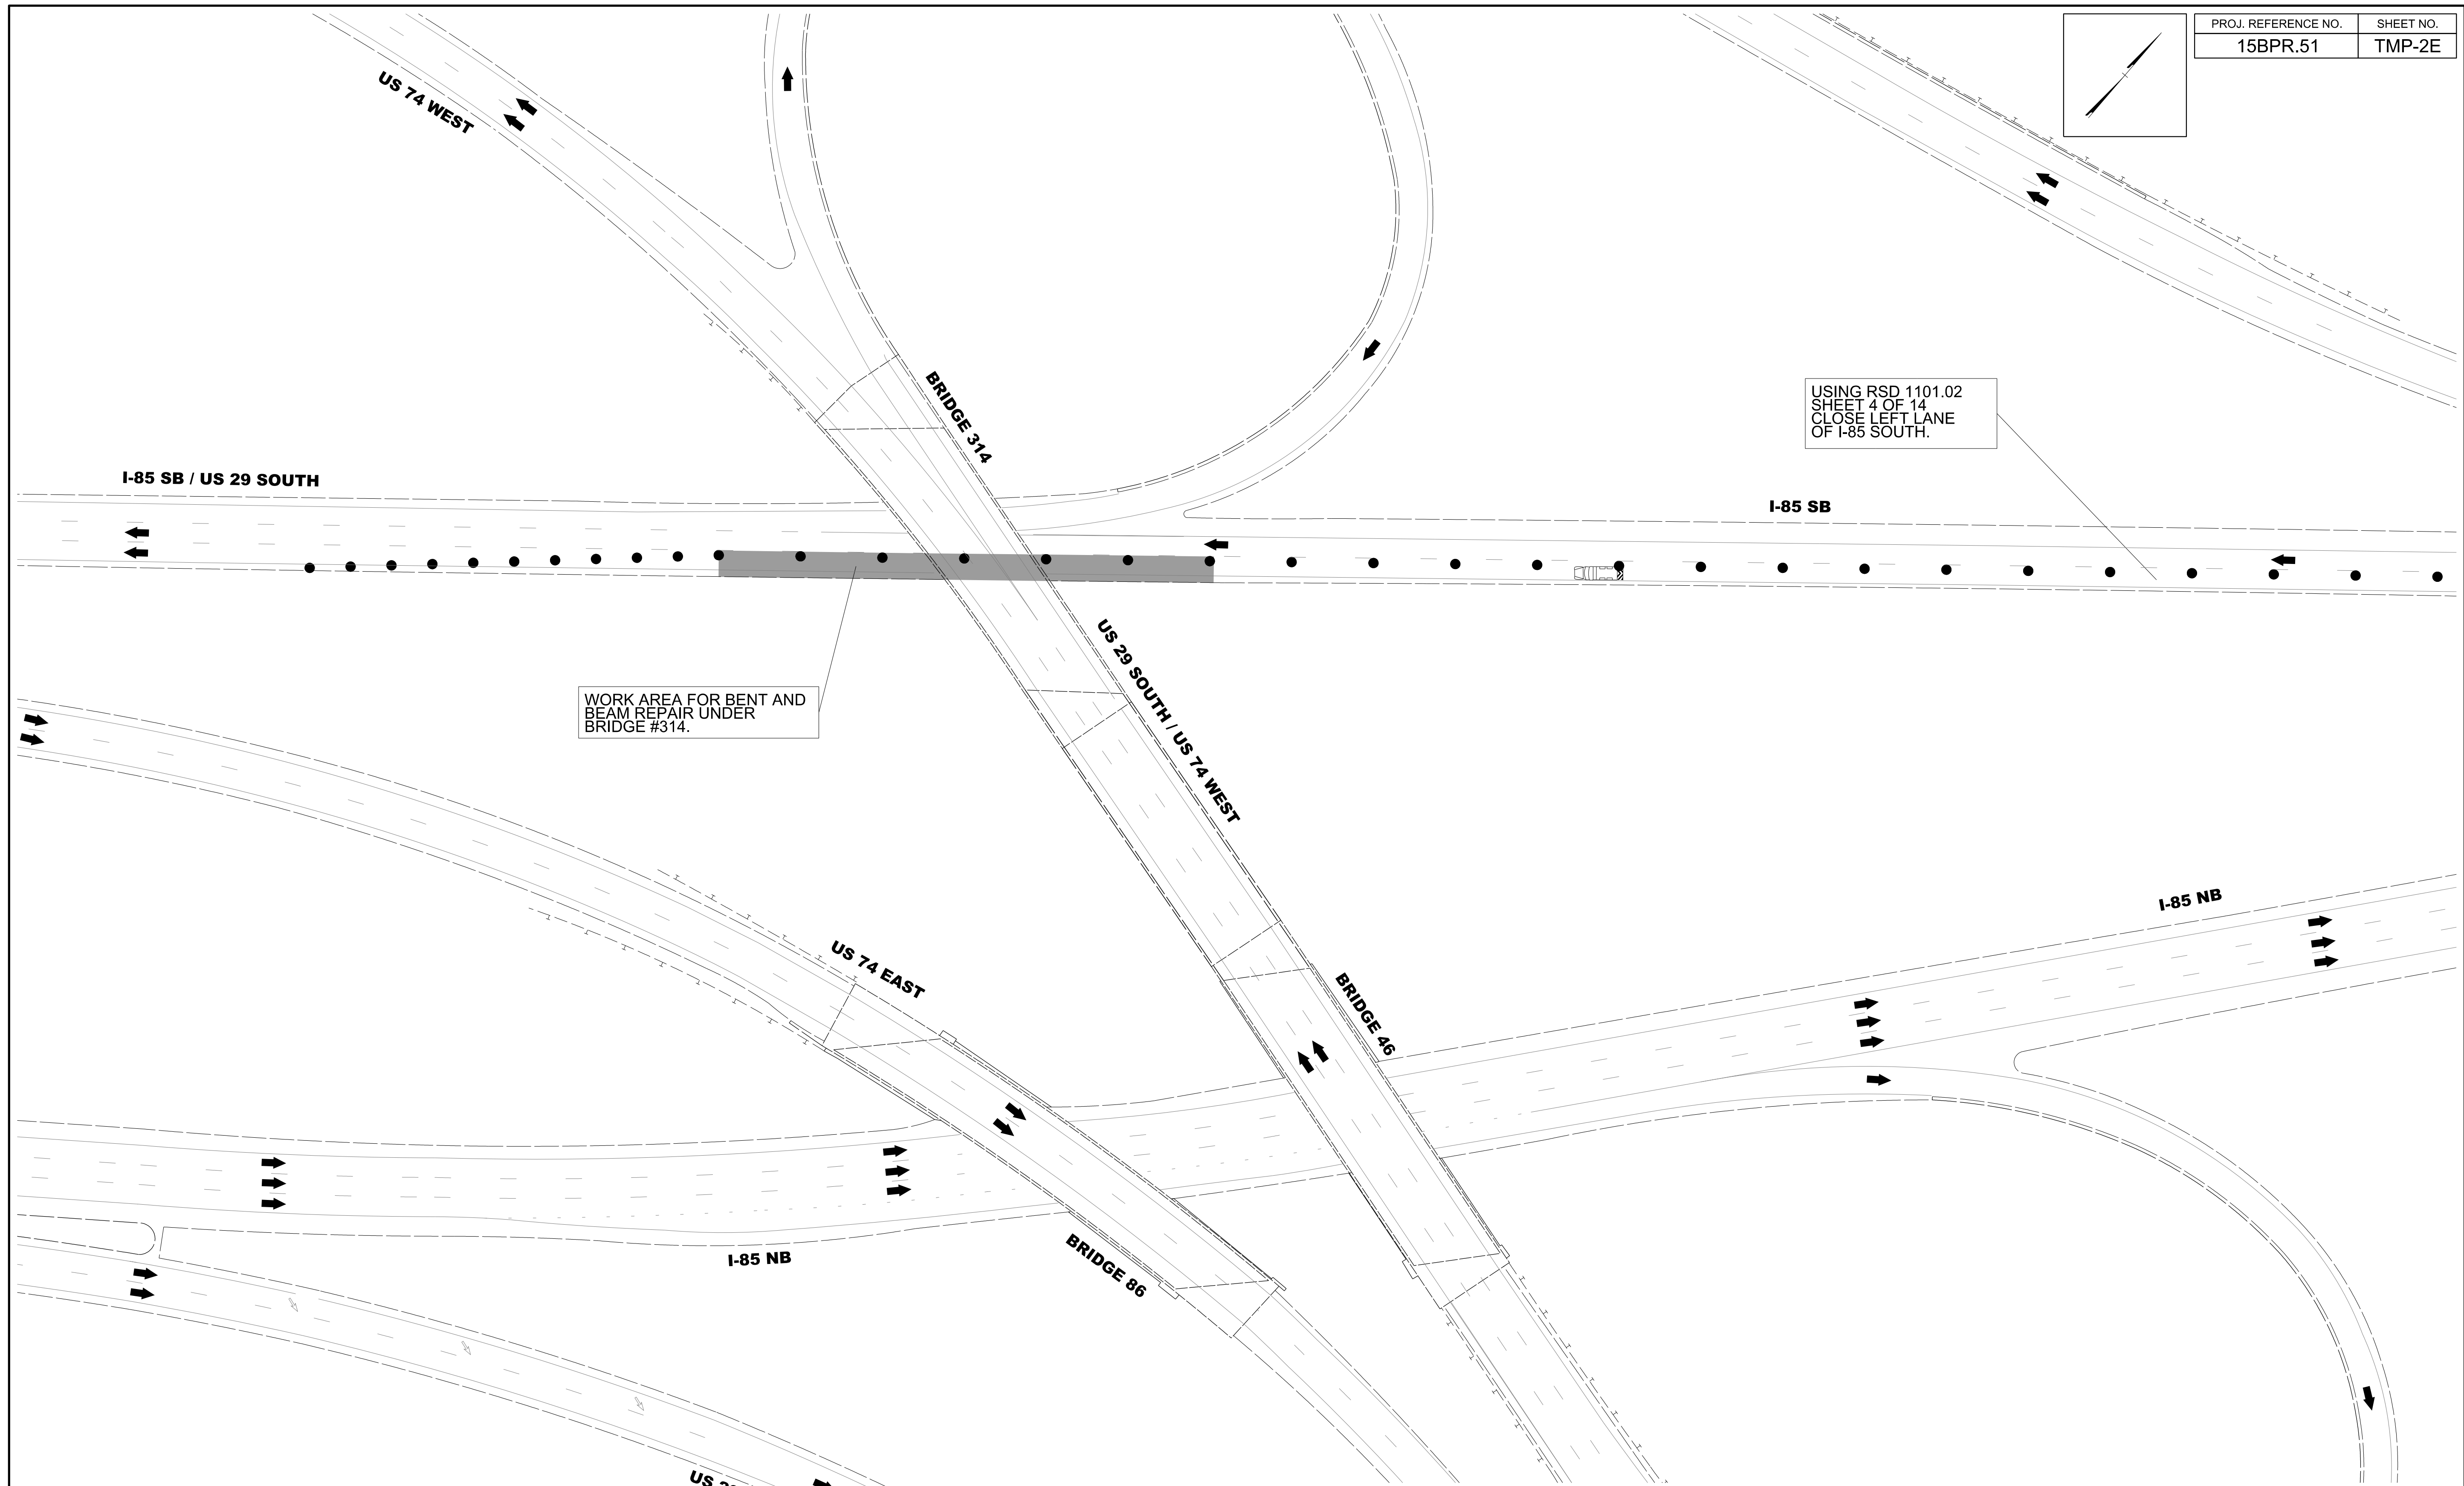 PROJ. REFERENCE NO.
SHEET NO.
15BPR.51
TMP-2E
US 74 WEST
BRIDGE 314
USING RSD 1101.02
SHEET 4 OF 14
CLOSE LEFT LANE
OF I-85 SOUTH.
I-85 SB / US 29 SOUTH
I-85 SB
US 29 SOUTH / US 74 WEST
WORK AREA FOR BENT AND
BEAM REPAIR UNDER
BRIDGE #314.
I-85 NB
US 74 EAST
BRIDGE 46
I-85 NB
BRIDGE 86
US